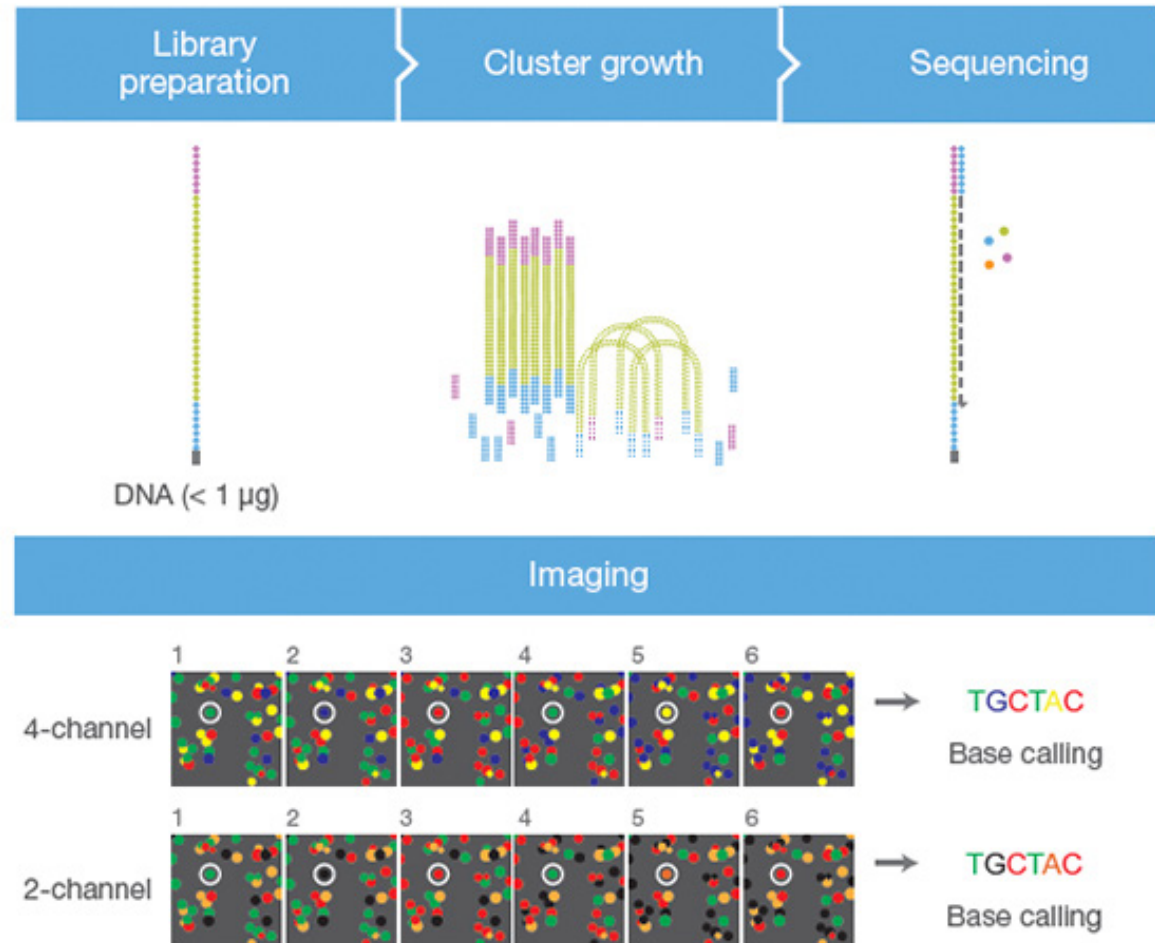 Library
preparation
Cluster growth
Sequencing
DNA (< 1 µg)
Imaging
1 2 3 4 5 6
4-channel
TGCTAC
Base calling
1 2 3 4 5 6
2-channel
TGCTAC
Base calling